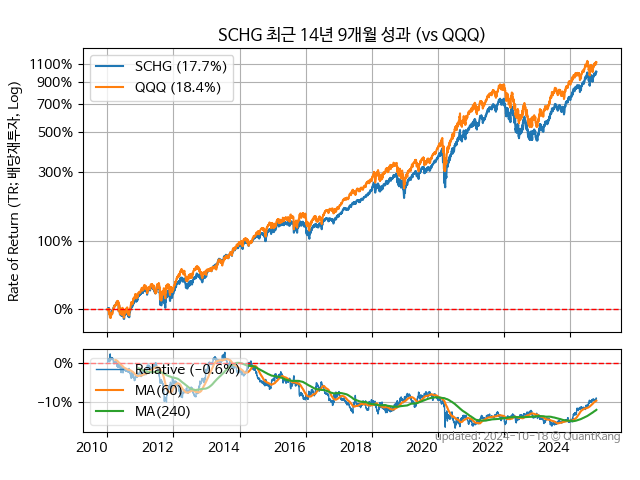 SCHG 최근 14년 9개월 성과 (vs QQQ)
SCHG (17.7%)
QQQ (18.4%)
1100%
900%
700%
500%
300%
100%
0%
Rate of Return (TR; 배당재투자, Log)
0%
−10%
Relative (−0.6%)
MA(60)
MA(240)
2010 2012 2014 2016 2018 2020 2022 2024
Updated: 2024-10-18 © QuantKang